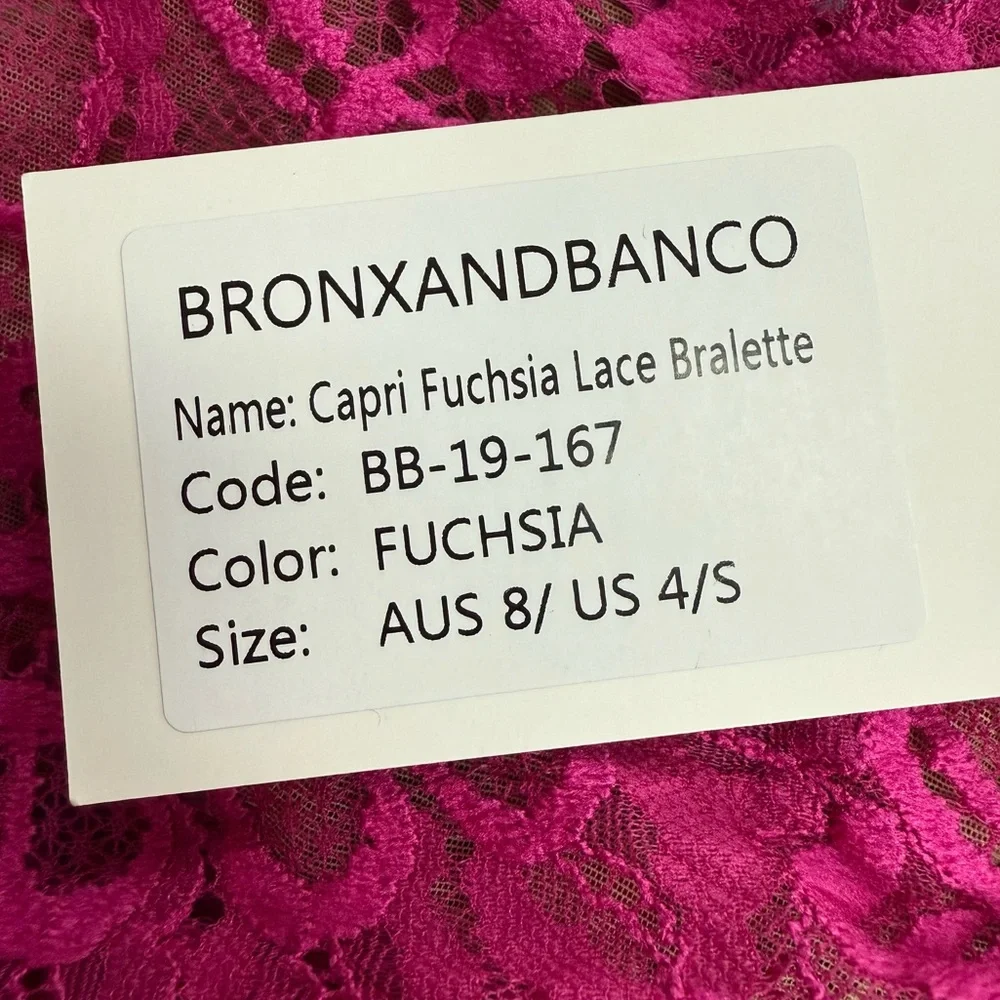 BRONXANDBANCO
Name: Capri Fuchsia Lace Bralette
Code: BB-19-167
Color: FUCHSIA
Size: AUS 8/ US 4/S